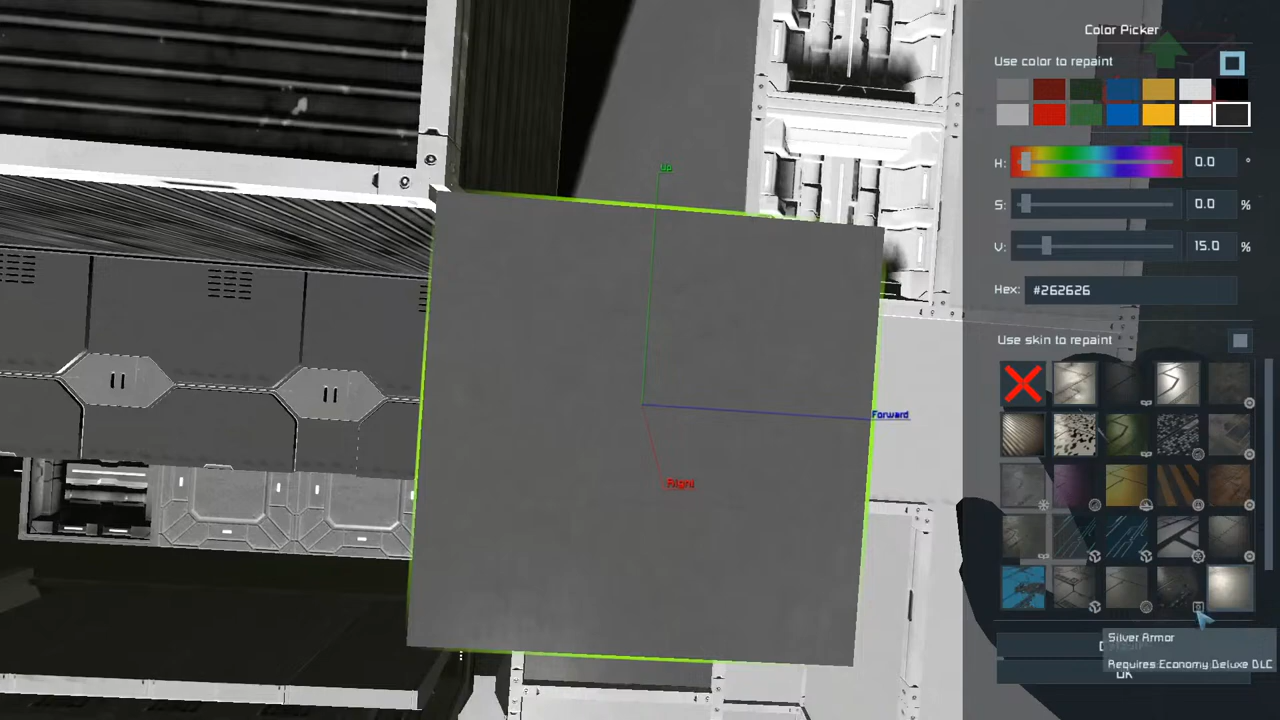 Color Picker
Use color to repaint
H: 0.0 °
S: 0.0 %
V: 15.0 %
Hex: #262626
Use skin to repaint
Up
Forward
Right
Silver Armor
Requires Economy Deluxe DLC
OK